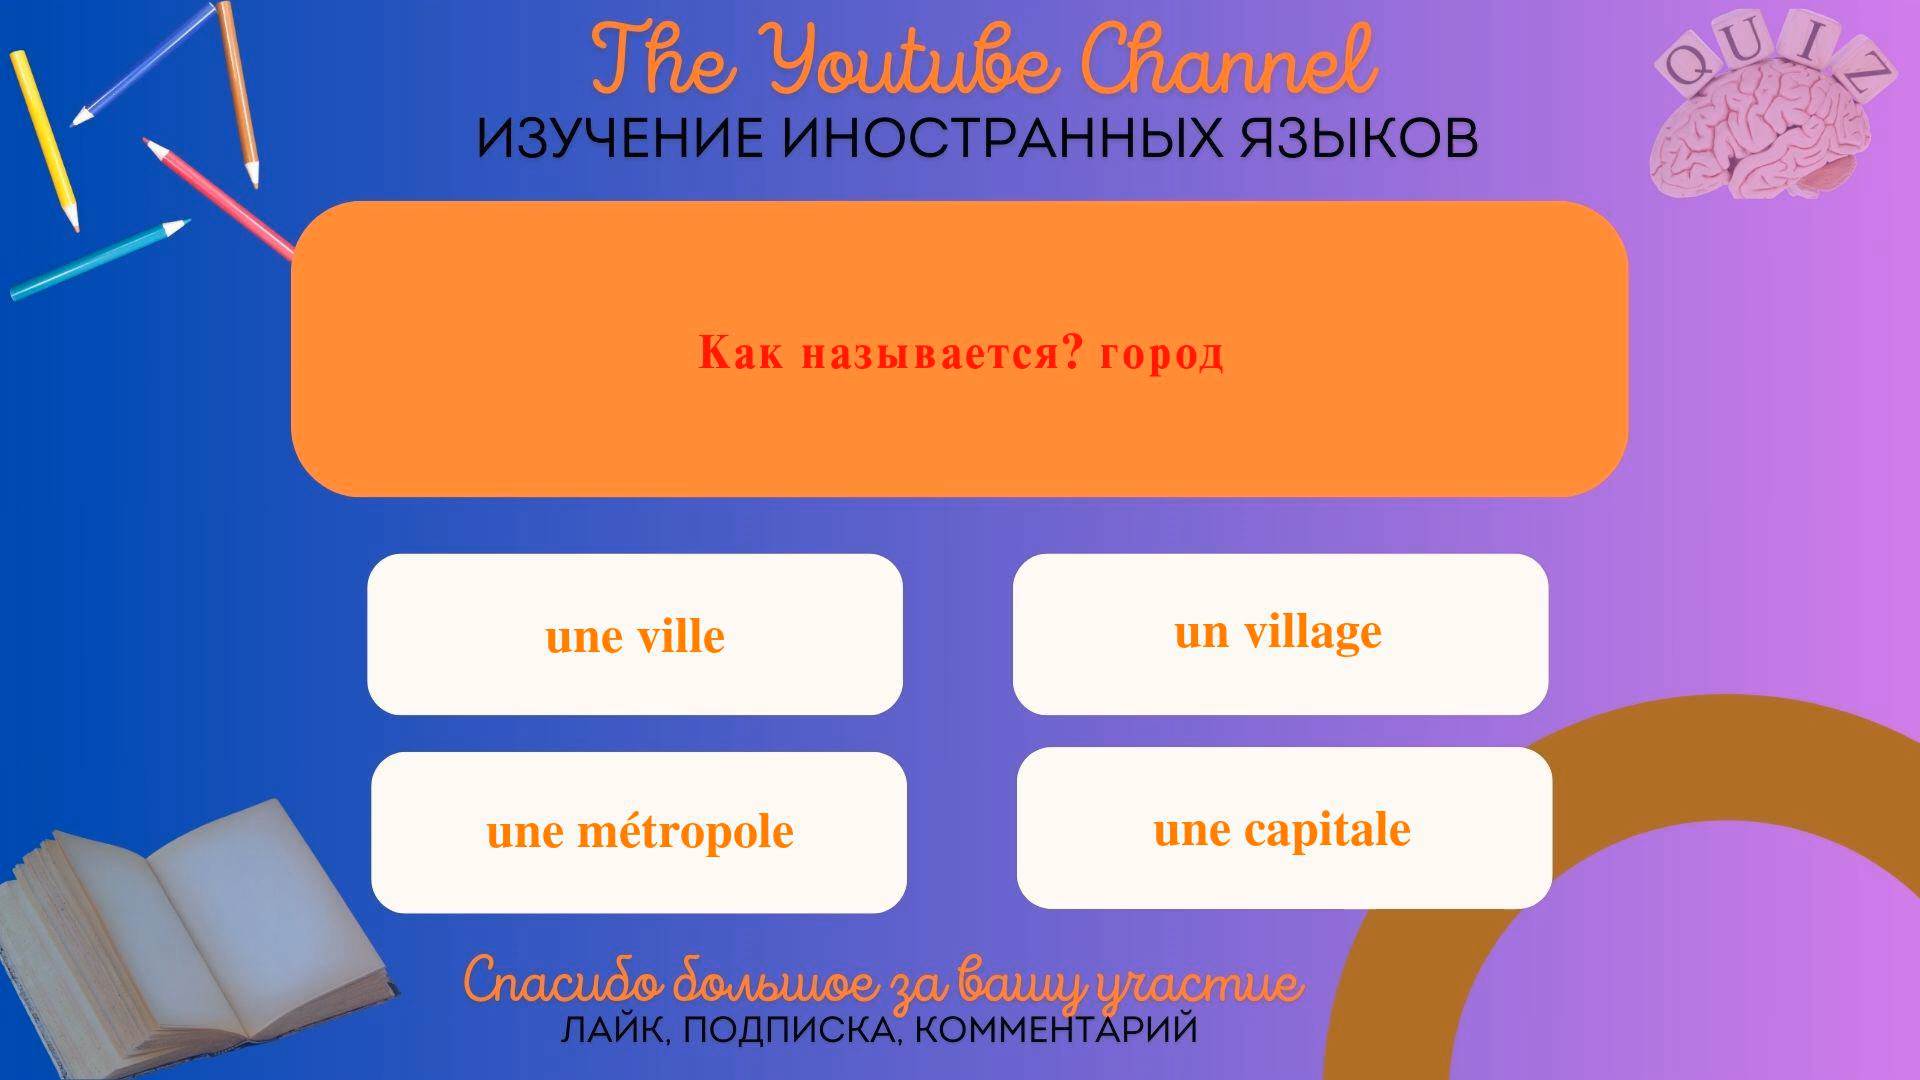 The Youtube Channel
QUIZ
ИЗУЧЕНИЕ ИНОСТРАННЫХ ЯЗЫКОВ
Как называется? город
une ville
un village
une métropole
une capitale
Спасибо большое за вашу участие
ЛАЙК, ПОДПИСКА, КОММЕНТАРИЙ